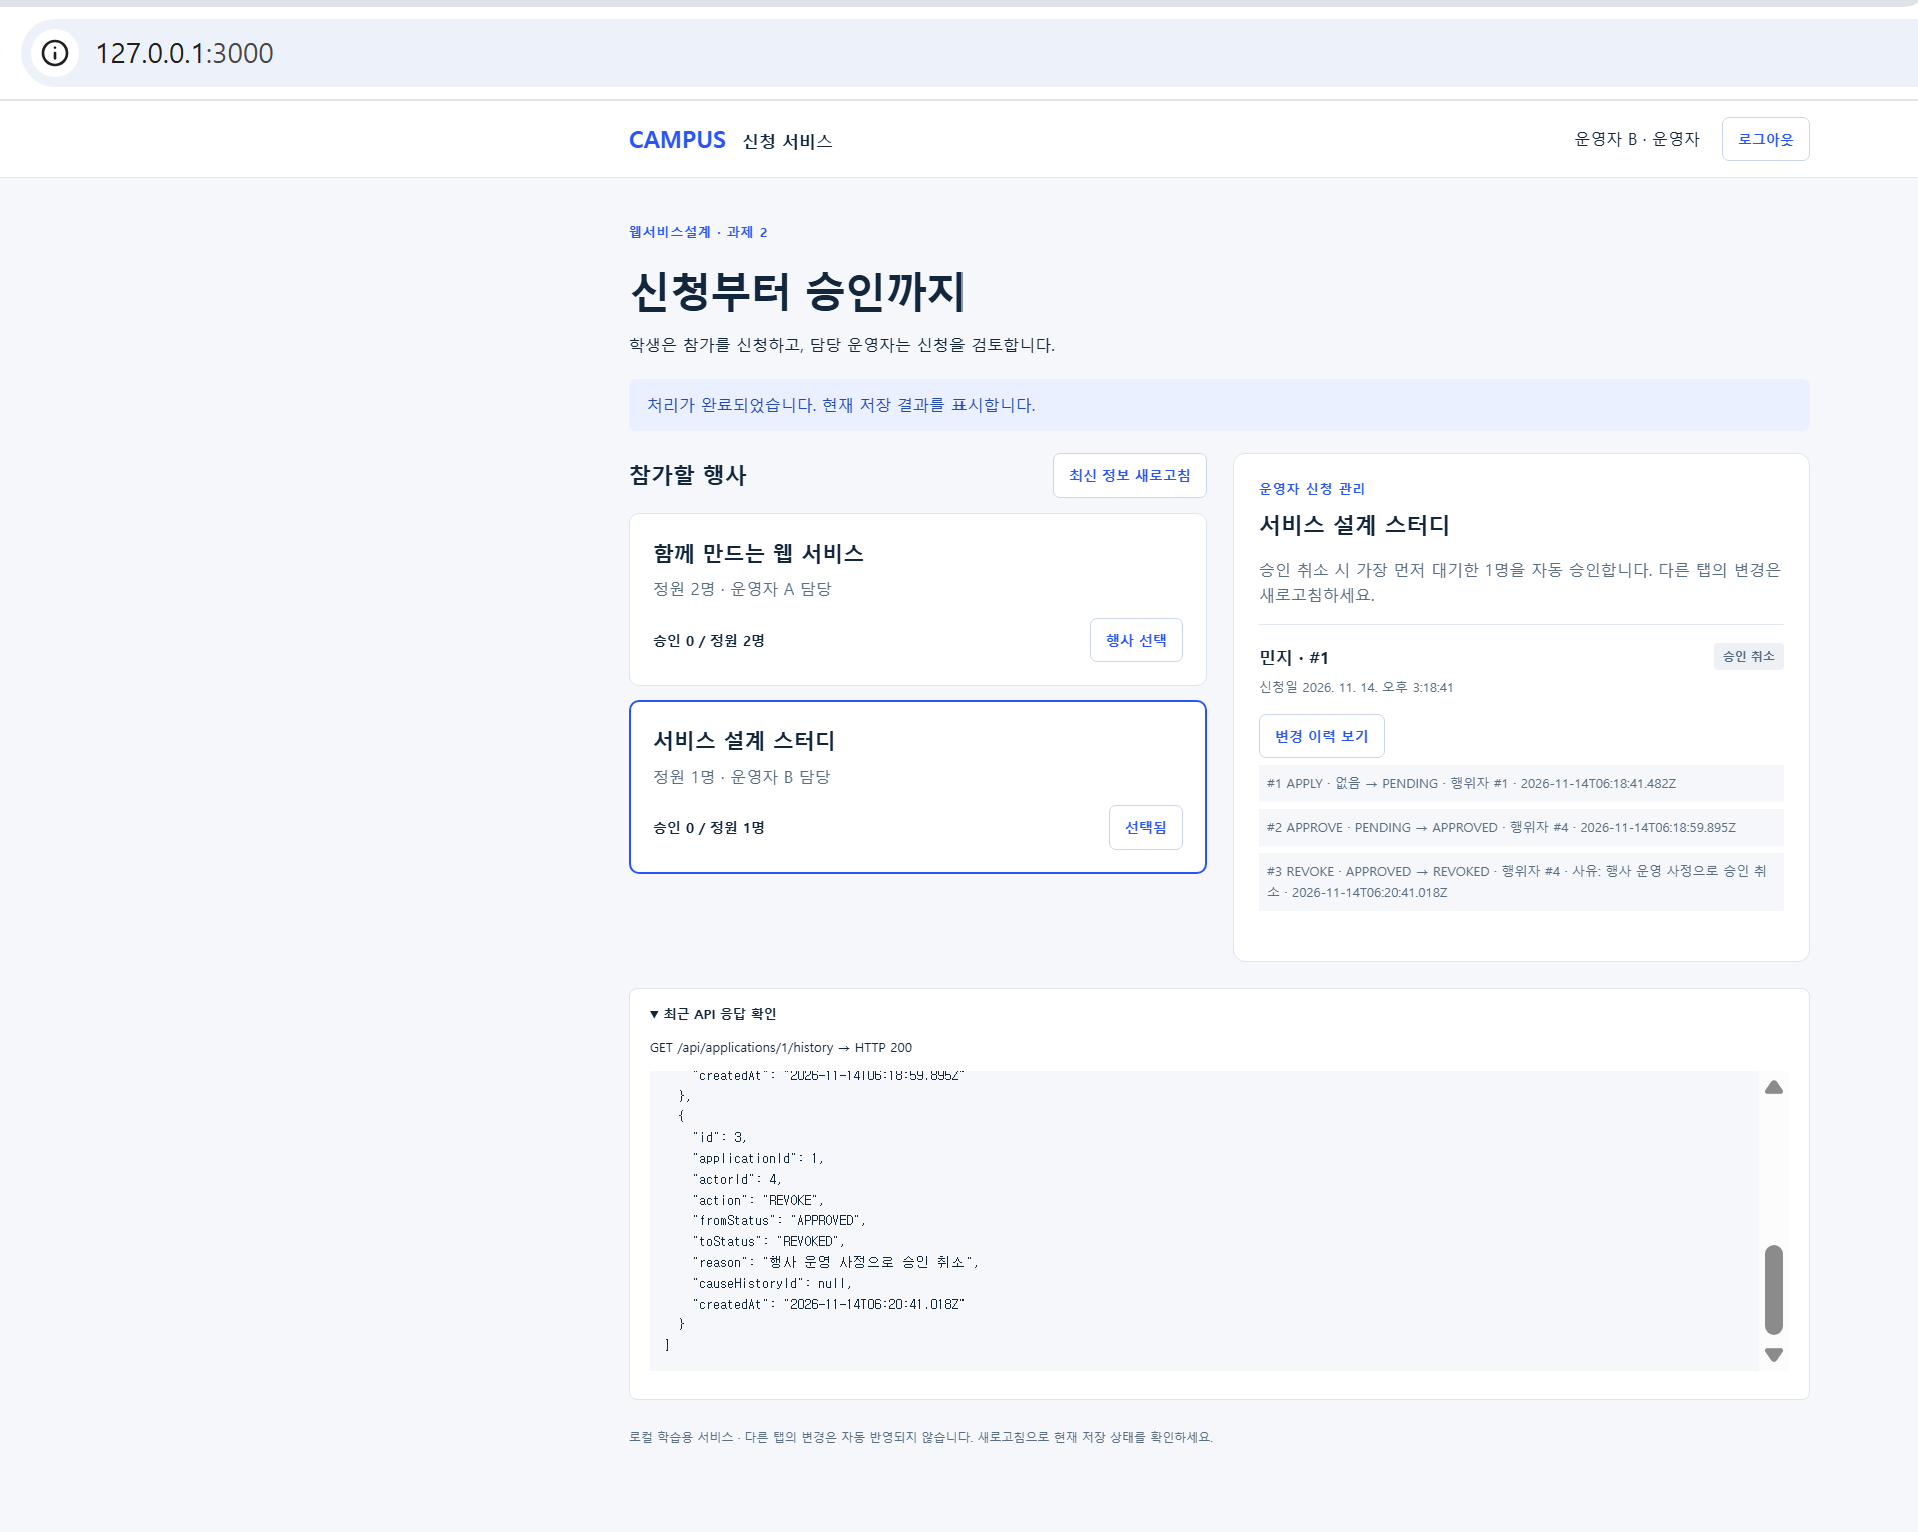 127.0.0.1:3000
CAMPUS 신청 서비스
운영자 B · 운영자
로그아웃
웹서비스설계 · 과제 2
신청부터 승인까지
학생은 참가를 신청하고, 담당 운영자는 신청을 검토합니다.
처리가 완료되었습니다. 현재 저장 결과를 표시합니다.
참가할 행사
최신 정보 새로고침
함께 만드는 웹 서비스
정원 2명 · 운영자 A 담당
승인 0 / 정원 2명
행사 선택
서비스 설계 스터디
정원 1명 · 운영자 B 담당
승인 0 / 정원 1명
선택됨
운영자 신청 관리
서비스 설계 스터디
승인 취소 시 가장 먼저 대기한 1명을 자동 승인합니다. 다른 탭의 변경은
새로고침하세요.
민지 · #1
승인 취소
신청일 2026. 11. 14. 오후 3:18:41
변경 이력 보기
#1 APPLY · 없음 → PENDING · 행위자 #1 · 2026-11-14T06:18:41.482Z
#2 APPROVE · PENDING → APPROVED · 행위자 #4 · 2026-11-14T06:18:59.895Z
#3 REVOKE · APPROVED → REVOKED · 행위자 #4 · 사유: 행사 운영 사정으로 승인 취
소 · 2026-11-14T06:20:41.018Z
▼ 최근 API 응답 확인
GET /api/applications/1/history → HTTP 200
"createdAt": "2026-11-14T06:18:59.895Z"
},
{
"id": 3,
"applicationId": 1,
"actorId": 4,
"action": "REVOKE",
"fromStatus": "APPROVED",
"toStatus": "REVOKED",
"reason": "행사 운영 사정으로 승인 취소",
"causeHistoryId": null,
"createdAt": "2026-11-14T06:20:41.018Z"
}
]
로컬 학습용 서비스 · 다른 탭의 변경은 자동 반영되지 않습니다. 새로고침으로 현재 저장 상태를 확인하세요.